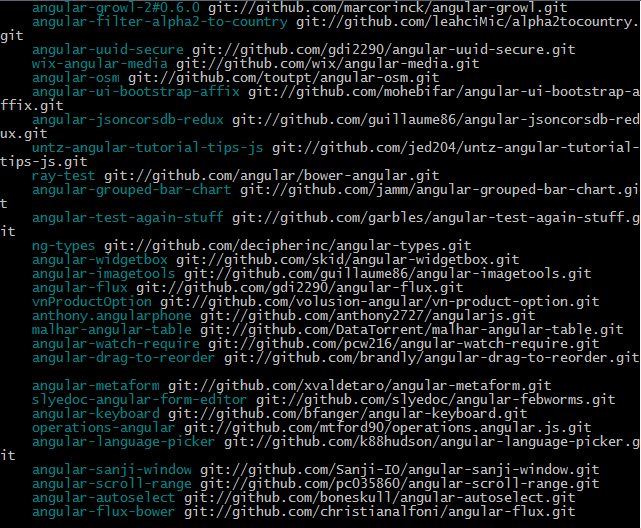 angular-growl-2#0.6.0 git://github.com/marcorinck/angular-growl.git
angular-filter-alpha2-to-country git://github.com/leahciMic/alpha2tocountry.
git
angular-uuid-secure git://github.com/gdi2290/angular-uuid-secure.git
wix-angular-media git://github.com/wix/angular-media.git
angular-osm git://github.com/toutpt/angular-osm.git
angular-ui-bootstrap-affix git://github.com/mohebifar/angular-ui-bootstrap-a
ffix.git
angular-jsoncorsdb-redux git://github.com/guillaume86/angular-jsoncorsdb-red
ux.git
untz-angular-tutorial-tips-js git://github.com/jed204/untz-angular-tutorial-
tips-js.git
ray-test git://github.com/angular/bower-angular.git
angular-grouped-bar-chart git://github.com/jamm/angular-grouped-bar-chart.gi
t
angular-test-again-stuff git://github.com/garbles/angular-test-again-stuff.g
it
ng-types git://github.com/decipherinc/angular-types.git
angular-widgetbox git://github.com/skid/angular-widgetbox.git
angular-imagetools git://github.com/guillaume86/angular-imagetools.git
angular-flux git://github.com/gdi2290/angular-flux.git
vnProductOption git://github.com/volusion-angular/vn-product-option.git
anthony.angularphone git://github.com/anthony2727/angularjs.git
malhar-angular-table git://github.com/DataTorrent/malhar-angular-table.git
angular-watch-require git://github.com/pcw216/angular-watch-require.git
angular-drag-to-reorder git://github.com/brandly/angular-drag-to-reorder.git
angular-metaform git://github.com/xvaldetaro/angular-metaform.git
slyedoc-angular-form-editor git://github.com/slyedoc/angular-febworms.git
angular-keyboard git://github.com/bfanger/angular-keyboard.git
operations-angular git://github.com/mtford90/operations.angular.js.git
angular-language-picker git://github.com/k88hudson/angular-language-picker.g
it
angular-sanji-window git://github.com/Sanji-IO/angular-sanji-window.git
angular-scroll-range git://github.com/pc035860/angular-scroll-range.git
angular-autoselect git://github.com/boneskull/angular-autoselect.git
angular-flux-bower git://github.com/christianalfoni/angular-flux.git